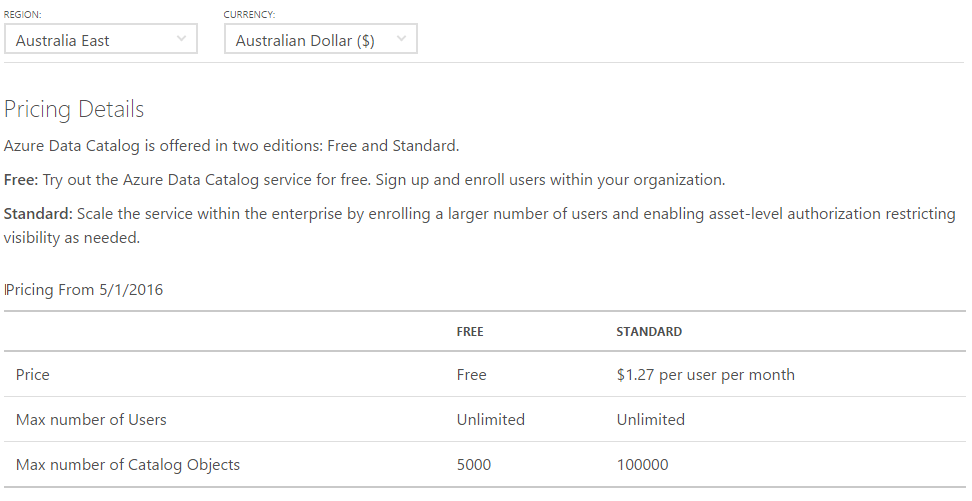 REGION: CURRENCY:
Australia East Australian Dollar ($)
Pricing Details
Azure Data Catalog is offered in two editions: Free and Standard.
Free: Try out the Azure Data Catalog service for free. Sign up and enroll users within your organization.
Standard: Scale the service within the enterprise by enrolling a larger number of users and enabling asset-level authorization restricting
visibility as needed.
Pricing From 5/1/2016
FREE STANDARD
Price Free $1.27 per user per month
Max number of Users Unlimited Unlimited
Max number of Catalog Objects 5000 100000